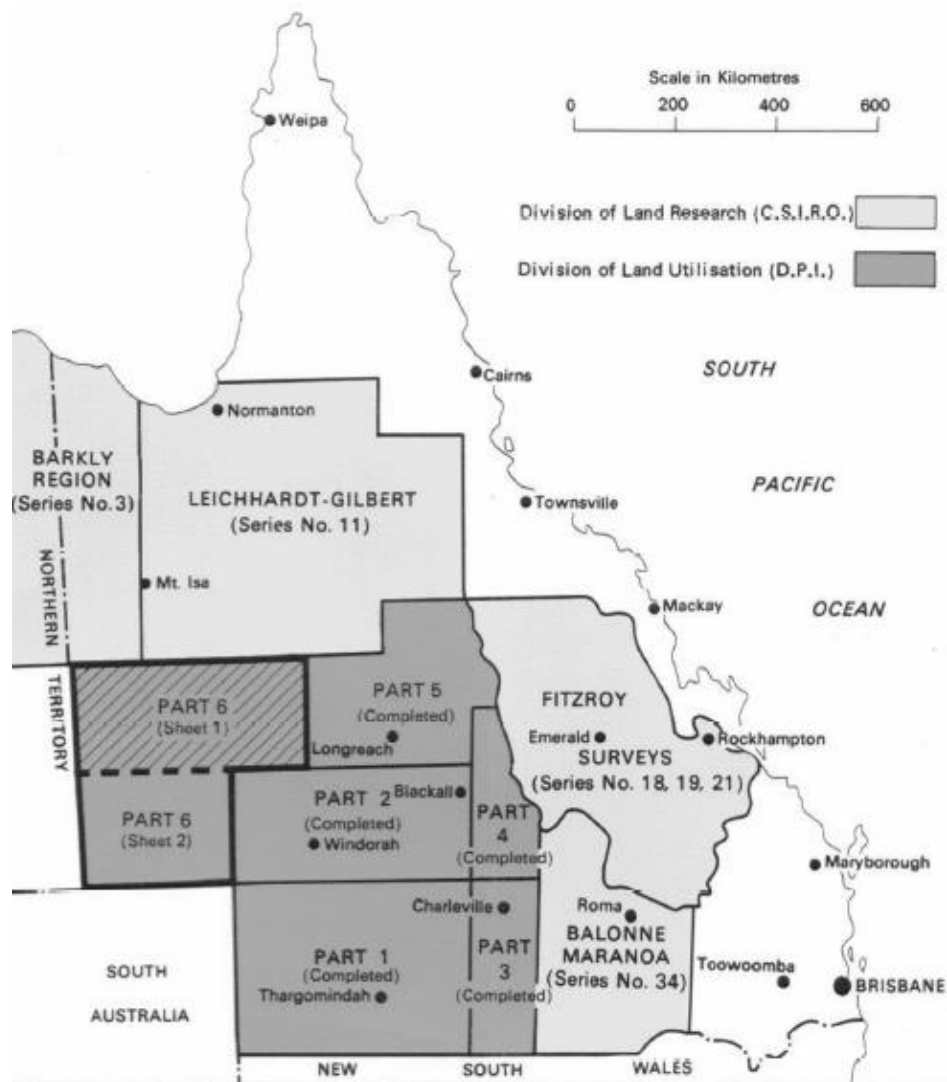 Scale in Kilometres
0 200 400 600
Weipa
Division of Land Research (C.S.I.R.O.)
Division of Land Utilisation (D.P.I.)
Cairns
SOUTH
Normanton
BARKLY
REGION
(Series No.3)
LEICHHARDT-GILBERT
(Series No. 11)
PACIFIC
Townsville
NORTHERN
Mt. Isa
Mackay
OCEAN
TERRITORY
PART 6
(Sheet 1)
PART 5
(Completed)
Longreach
FITZROY
Emerald
SURVEYS
(Series No. 18, 19, 21)
Rockhampton
PART 6
(Sheet 2)
PART 2
(Completed)
Blackall
Windorah
PART
4
(Completed)
Maryborough
Charleville
Roma
BALONNE
MARANOA
(Series No. 34)
PART 1
(Completed)
Thargomindah
PART
3
(Completed)
Toowoomba
BRISBANE
SOUTH
AUSTRALIA
NEW SOUTH WALES